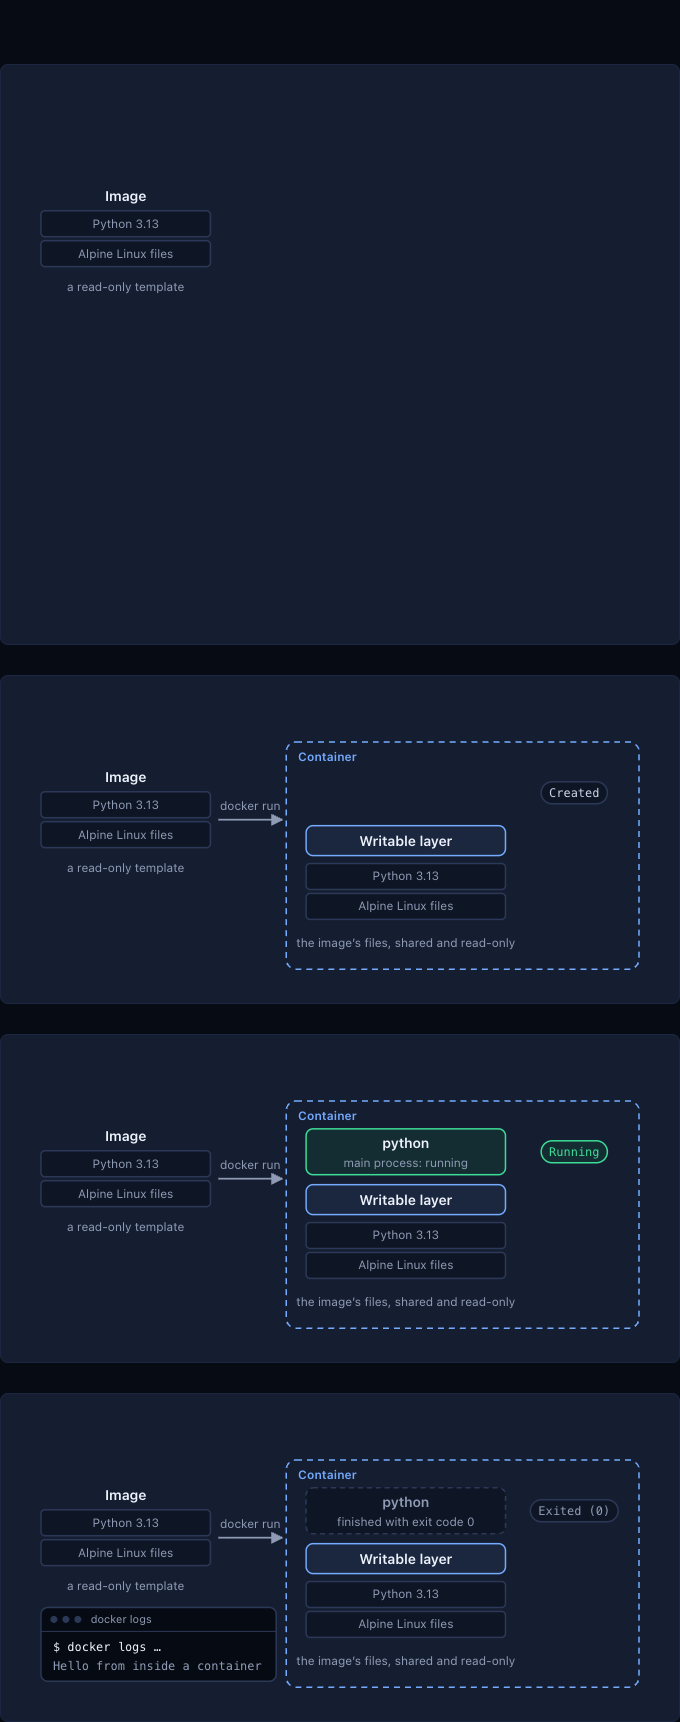 Image
Python 3.13
Alpine Linux files
a read-only template
Image
Python 3.13
Alpine Linux files
a read-only template
docker run
Container
Created
Writable layer
Python 3.13
Alpine Linux files
the image's files, shared and read-only
Image
Python 3.13
Alpine Linux files
a read-only template
docker run
Container
python
main process: running
Running
Writable layer
Python 3.13
Alpine Linux files
the image's files, shared and read-only
Image
Python 3.13
Alpine Linux files
a read-only template
docker run
Container
python
finished with exit code 0
Exited (0)
Writable layer
Python 3.13
Alpine Linux files
the image's files, shared and read-only
docker logs
$ docker logs …
Hello from inside a container